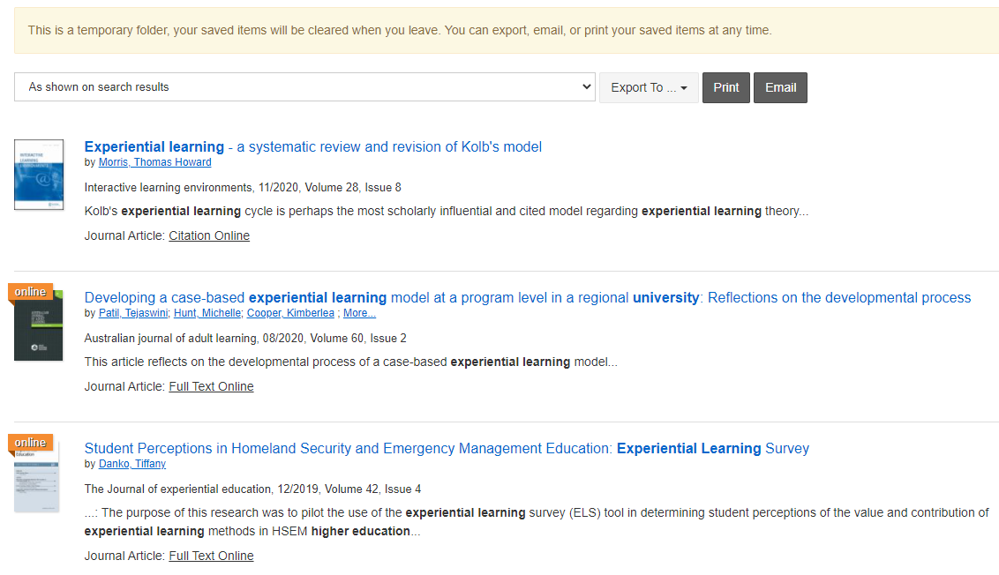 This is a temporary folder, your saved items will be cleared when you leave. You can export, email, or print your saved items at any time.
As shown on search results
Export To ...
Print
Email
INTERACTIVE
LEARNING
ENVIRONMENTS
Experiential learning - a systematic review and revision of Kolb's model
by Morris, Thomas Howard
Interactive learning environments, 11/2020, Volume 28, Issue 8
Kolb's experiential learning cycle is perhaps the most scholarly influential and cited model regarding experiential learning theory...
Journal Article: Citation Online
online
Developing a case-based experiential learning model at a program level in a regional university: Reflections on the developmental process
by Patil, Tejaswini; Hunt, Michelle; Cooper, Kimberlea ; More...
Australian journal of adult learning, 08/2020, Volume 60, Issue 2
This article reflects on the developmental process of a case-based experiential learning model...
Journal Article: Full Text Online
online
Education
Student Perceptions in Homeland Security and Emergency Management Education: Experiential Learning Survey
by Danko, Tiffany
The Journal of experiential education, 12/2019, Volume 42, Issue 4
...: The purpose of this research was to pilot the use of the experiential learning survey (ELS) tool in determining student perceptions of the value and contribution of
experiential learning methods in HSEM higher education...
Journal Article: Full Text Online